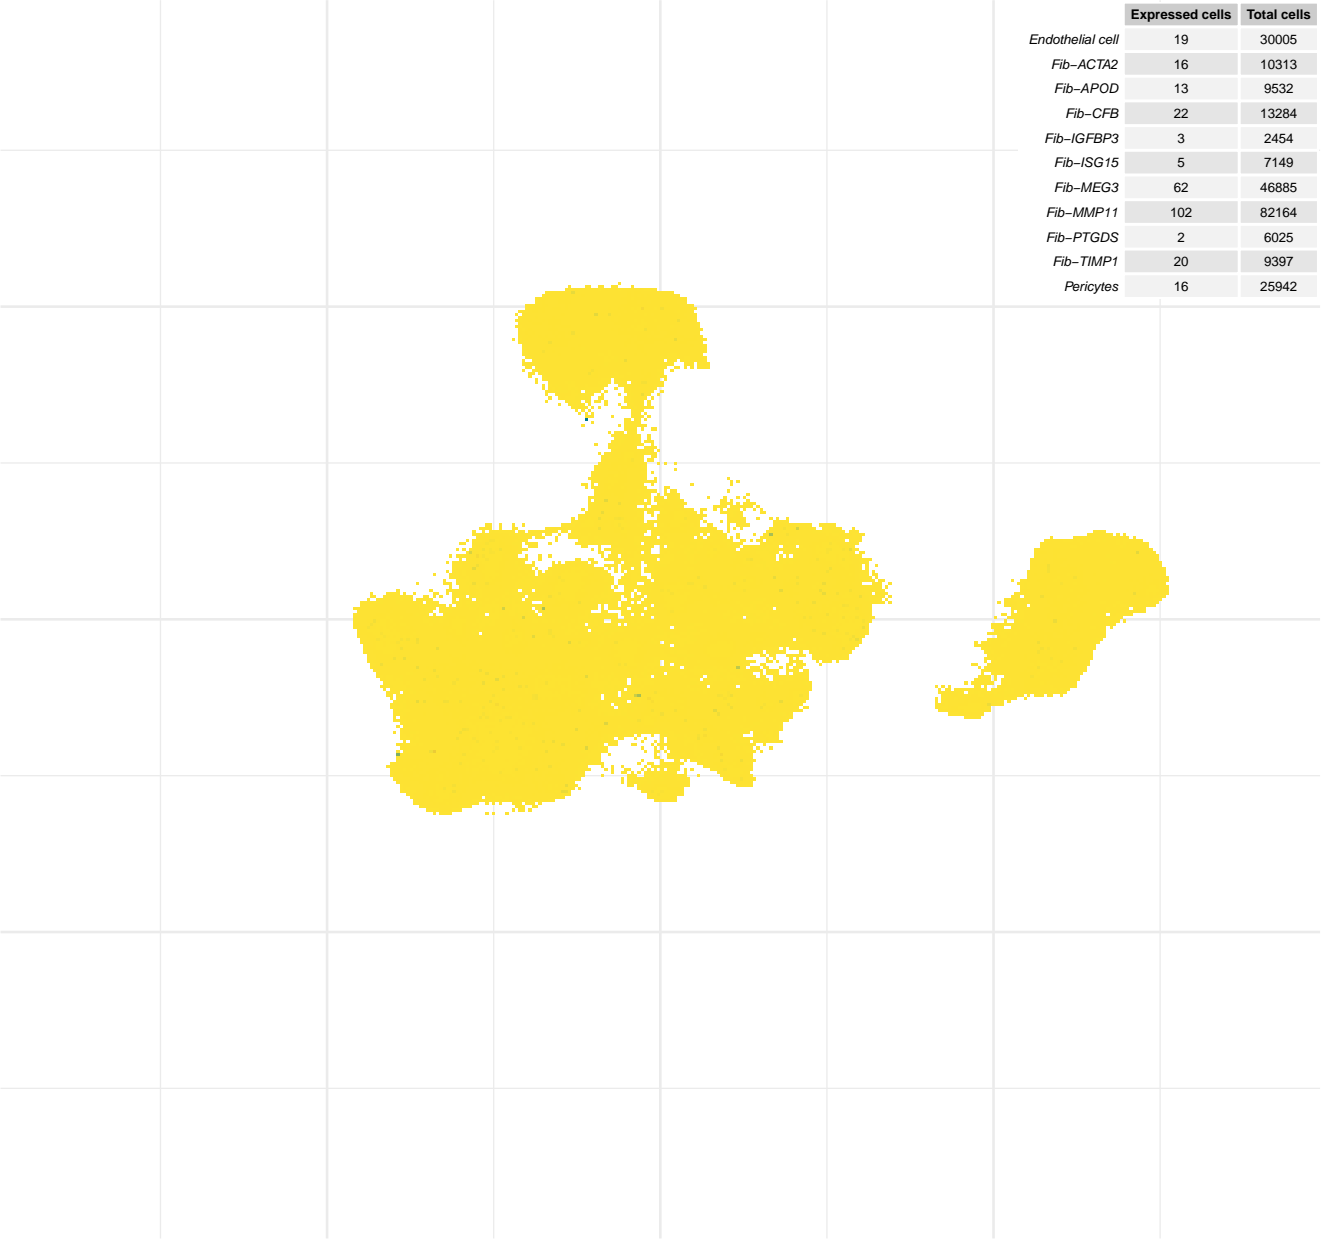 Expressed cells Total cells
Endothelial cell 19 30005
Fib−ACTA2 16 10313
Fib−APOD 13 9532
Fib−CFB 22 13284
Fib−IGFBP3 3 2454
Fib−ISG15 5 7149
Fib−MEG3 62 46885
Fib−MMP11 102 82164
Fib−PTGDS 2 6025
Fib−TIMP1 20 9397
Pericytes 16 25942